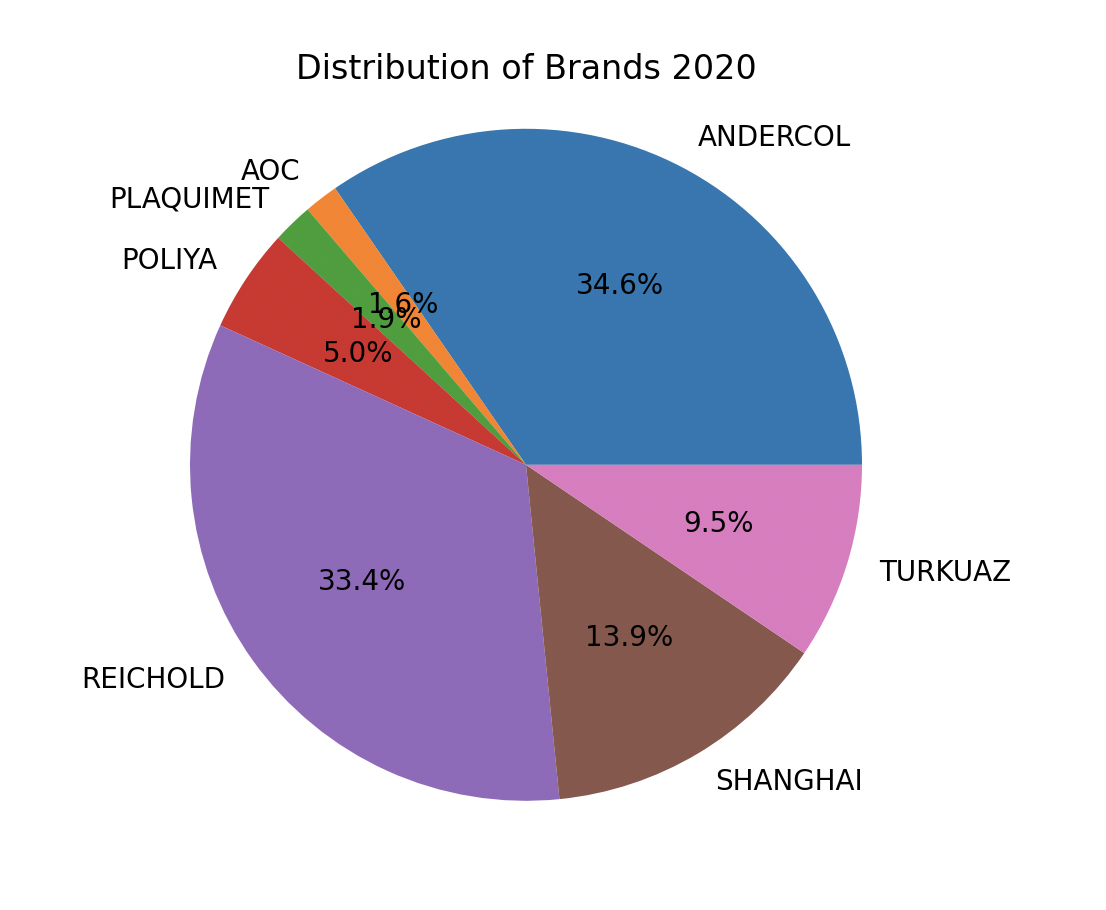 Distribution of Brands 2020
ANDERCOL
AOC
PLAQUIMET
POLIYA
34.6%
1.6%
1.9%
5.0%
9.5%
TURKUAZ
33.4%
13.9%
REICHOLD
SHANGHAI